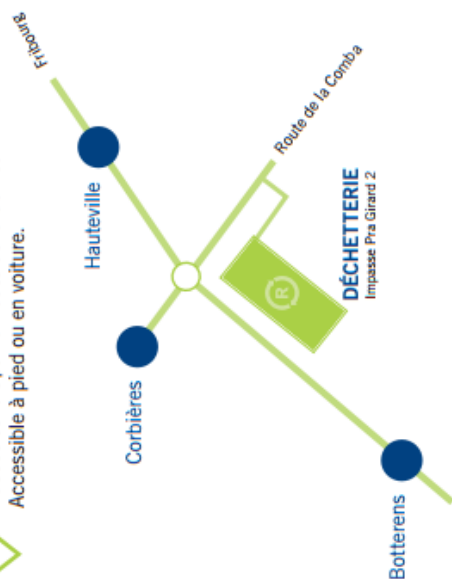 Accessible à pied ou en voiture.
Fribourg
Hauteville
Route de la Comba
Corbières
R
DÉCHETTERIE
Impasse Pra Girard 2
Botterens